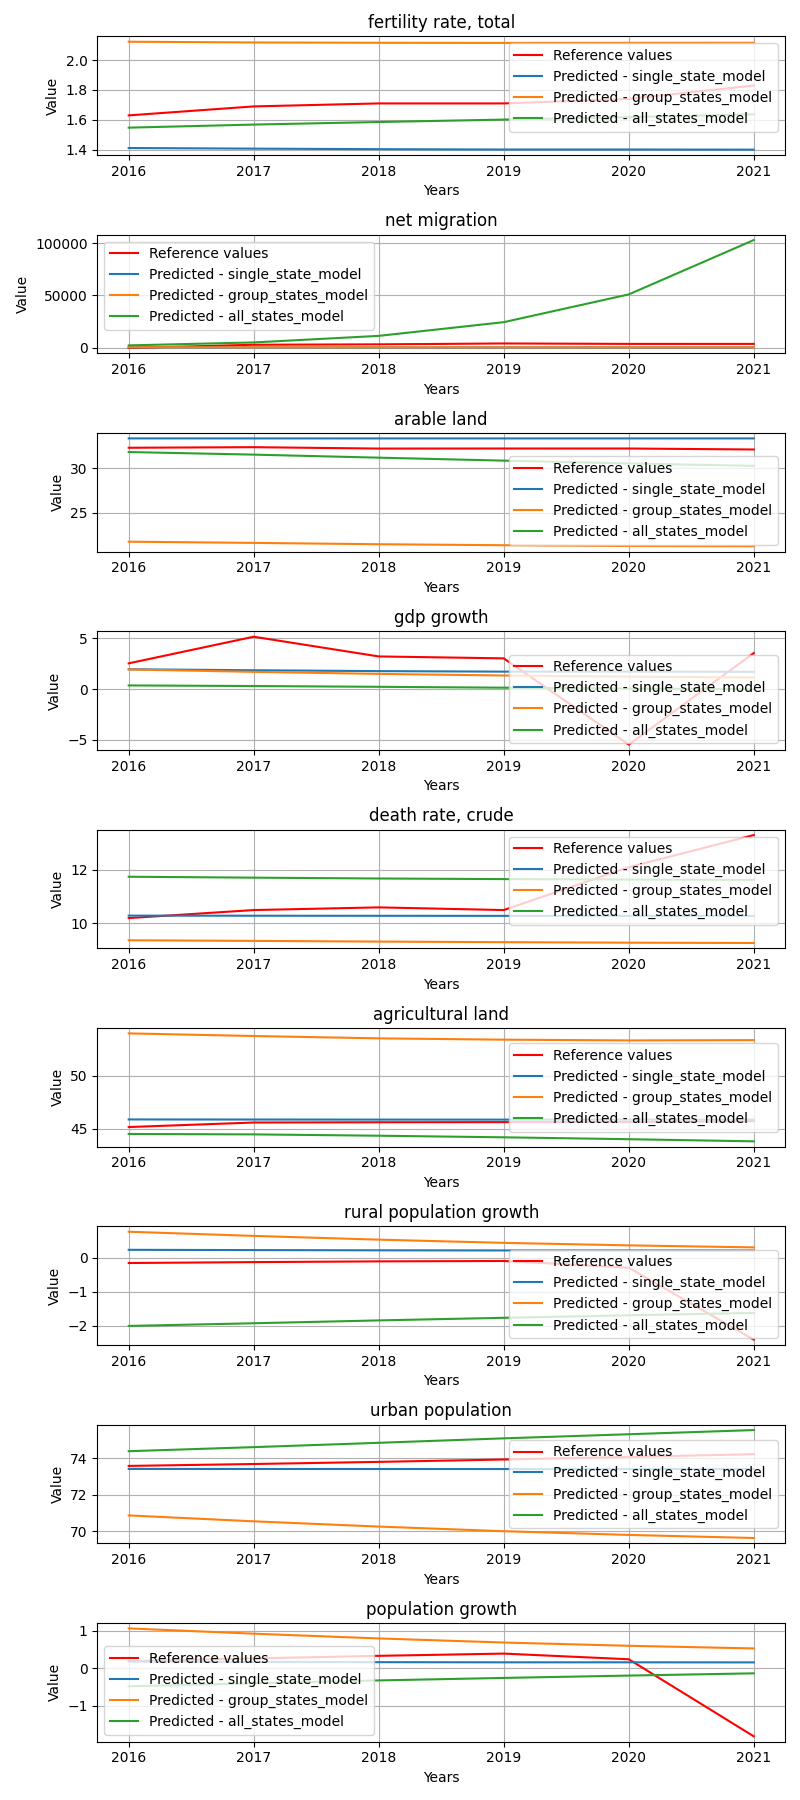 fertility rate, total
2.0
1.8
1.6
1.4
Value
Reference values
Predicted - single_state_model
Predicted - group_states_model
Predicted - all_states_model
2016 2017 2018 2019 2020 2021
Years
net migration
100000
50000
0
Value
Reference values
Predicted - single_state_model
Predicted - group_states_model
Predicted - all_states_model
2016 2017 2018 2019 2020 2021
Years
arable land
30
25
Value
Reference values
Predicted - single_state_model
Predicted - group_states_model
Predicted - all_states_model
2016 2017 2018 2019 2020 2021
Years
gdp growth
5
0
−5
Value
Reference values
Predicted - single_state_model
Predicted - group_states_model
Predicted - all_states_model
2016 2017 2018 2019 2020 2021
Years
death rate, crude
12
10
Value
Reference values
Predicted - single_state_model
Predicted - group_states_model
Predicted - all_states_model
2016 2017 2018 2019 2020 2021
Years
agricultural land
50
45
Value
Reference values
Predicted - single_state_model
Predicted - group_states_model
Predicted - all_states_model
2016 2017 2018 2019 2020 2021
Years
rural population growth
0
−1
−2
Value
Reference values
Predicted - single_state_model
Predicted - group_states_model
Predicted - all_states_model
2016 2017 2018 2019 2020 2021
Years
urban population
74
72
70
Value
Reference values
Predicted - single_state_model
Predicted - group_states_model
Predicted - all_states_model
2016 2017 2018 2019 2020 2021
Years
population growth
1
0
−1
Value
Reference values
Predicted - single_state_model
Predicted - group_states_model
Predicted - all_states_model
2016 2017 2018 2019 2020 2021
Years